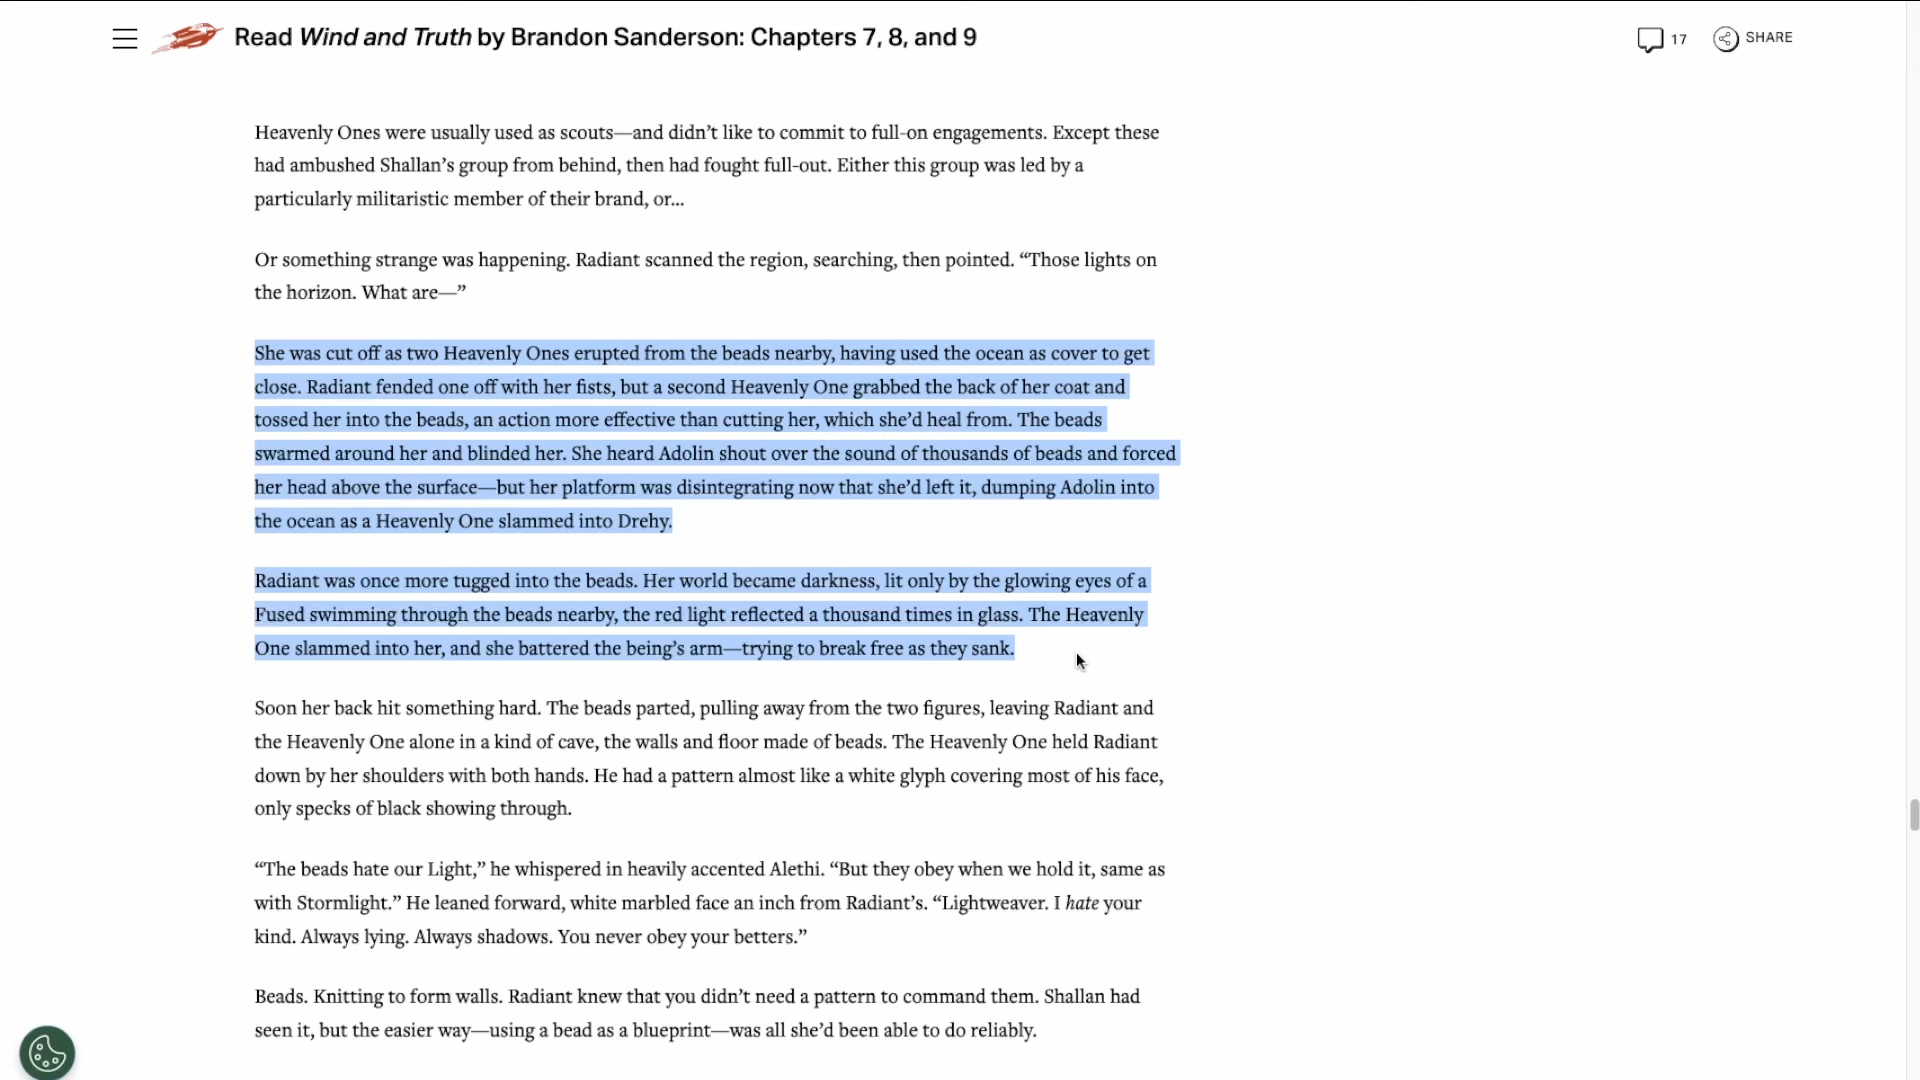 Read Wind and Truth by Brandon Sanderson: Chapters 7, 8, and 9
17
SHARE
Heavenly Ones were usually used as scouts—and didn’t like to commit to full-on engagements. Except these
had ambushed Shallan’s group from behind, then had fought full-out. Either this group was led by a
particularly militaristic member of their brand, or…
Or something strange was happening. Radiant scanned the region, searching, then pointed. “Those lights on
the horizon. What are—”
She was cut off as two Heavenly Ones erupted from the beads nearby, having used the ocean as cover to get
close. Radiant fended one off with her fists, but a second Heavenly One grabbed the back of her coat and
tossed her into the beads, an action more effective than cutting her, which she’d heal from. The beads
swarmed around her and blinded her. She heard Adolin shout over the sound of thousands of beads and forced
her head above the surface—but her platform was disintegrating now that she’d left it, dumping Adolin into
the ocean as a Heavenly One slammed into Drehy.
Radiant was once more tugged into the beads. Her world became darkness, lit only by the glowing eyes of a
Fused swimming through the beads nearby, the red light reflected a thousand times in glass. The Heavenly
One slammed into her, and she battered the being’s arm—trying to break free as they sank.
Soon her back hit something hard. The beads parted, pulling away from the two figures, leaving Radiant and
the Heavenly One alone in a kind of cave, the walls and floor made of beads. The Heavenly One held Radiant
down by her shoulders with both hands. He had a pattern almost like a white glyph covering most of his face,
only specks of black showing through.
“The beads hate our Light,” he whispered in heavily accented Alethi. “But they obey when we hold it, same as
with Stormlight.” He leaned forward, white marbled face an inch from Radiant’s. “Lightweaver. I hate your
kind. Always lying. Always shadows. You never obey your betters.”
Beads. Knitting to form walls. Radiant knew that you didn’t need a pattern to command them. Shallan had
seen it, but the easier way—using a bead as a blueprint—was all she’d been able to do reliably.